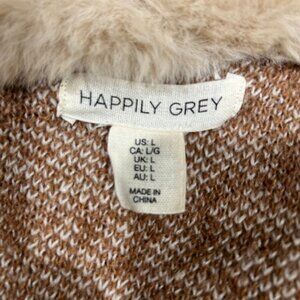 HAPPILY GREY
US: L
CA: L/G
UK: L
EU: L
AU: L
MADE IN
CHINA